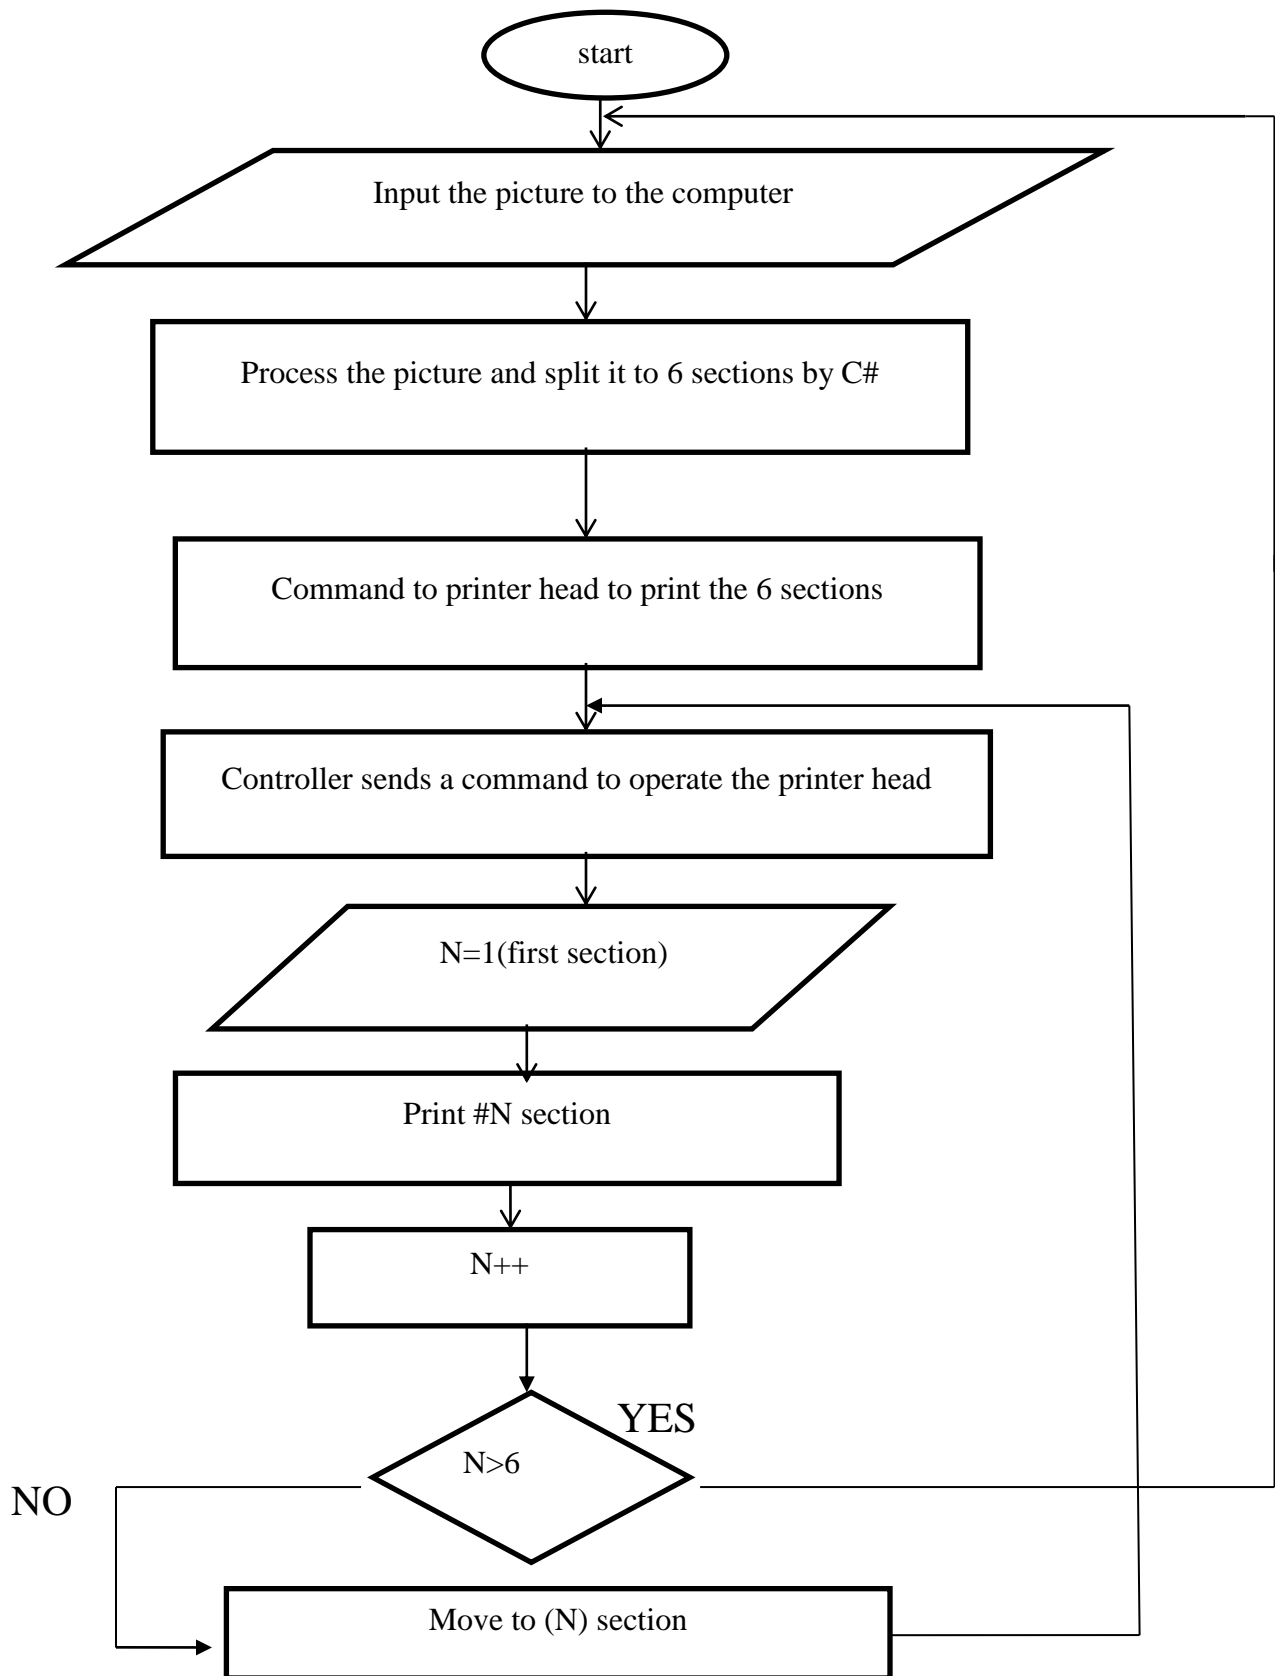 start
Input the picture to the computer
Process the picture and split it to 6 sections by C#
Command to printer head to print the 6 sections
Controller sends a command to operate the printer head
N=1(first section)
Print #N section
N++
YES
N>6
NO
Move to (N) section